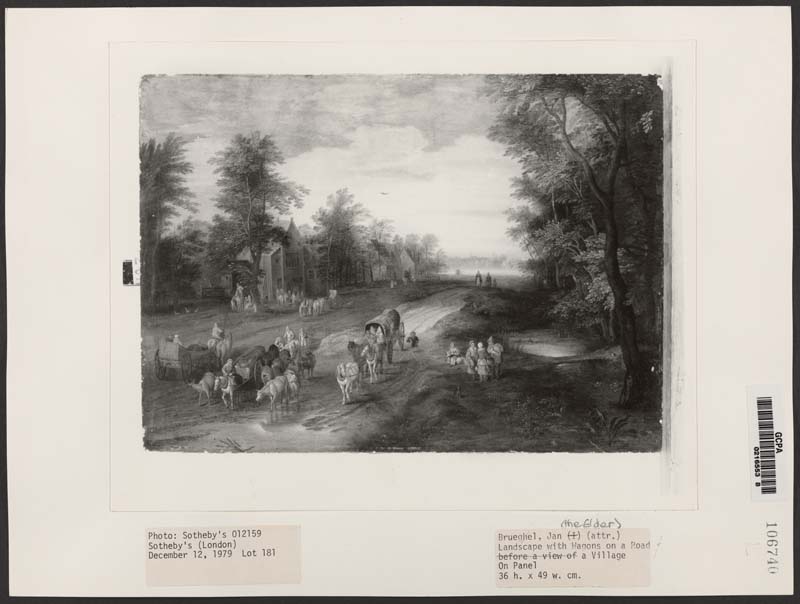 Photo: Sotheby's 012159
Sotheby's (London)
December 12, 1979 Lot 181
(the Elder)
Brueghel, Jan (I) (attr.)
Landscape with Wagons on a Road
before a view of a Village
On Panel
36 h. x 49 w. cm.
GCPA
0216553 B
106740